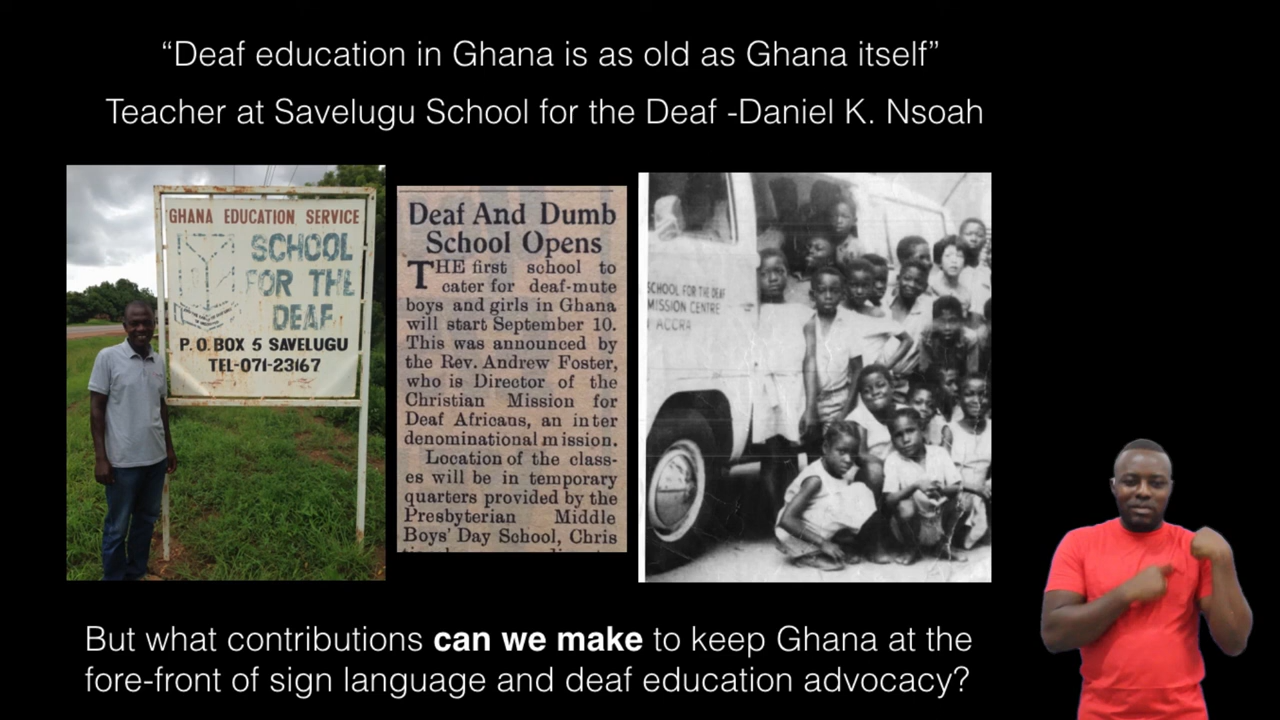 “Deaf education in Ghana is as old as Ghana itself”
Teacher at Savelugu School for the Deaf -Daniel K. Nsoah
GHANA EDUCATION SERVICE
SCHOOL
FOR THE
DEAF
P.O.BOX 5 SAVELUGU
TEL-071-23167
Deaf And Dumb
School Opens
THE first school to
cater for deaf-mute
boys and girls in Ghana
will start September 10.
This was announced by
the Rev. Andrew Foster,
who is Director of the
Christian Mission for
Deaf Africans, an inter
denominational mission.
Location of the class-
es will be in temporary
quarters provided by the
Presbyterian Middle
Boys' Day School, Chris
SCHOOL FOR THE DEAF
MISSION CENTRE
ACCRA
But what contributions can we make to keep Ghana at the
fore-front of sign language and deaf education advocacy?